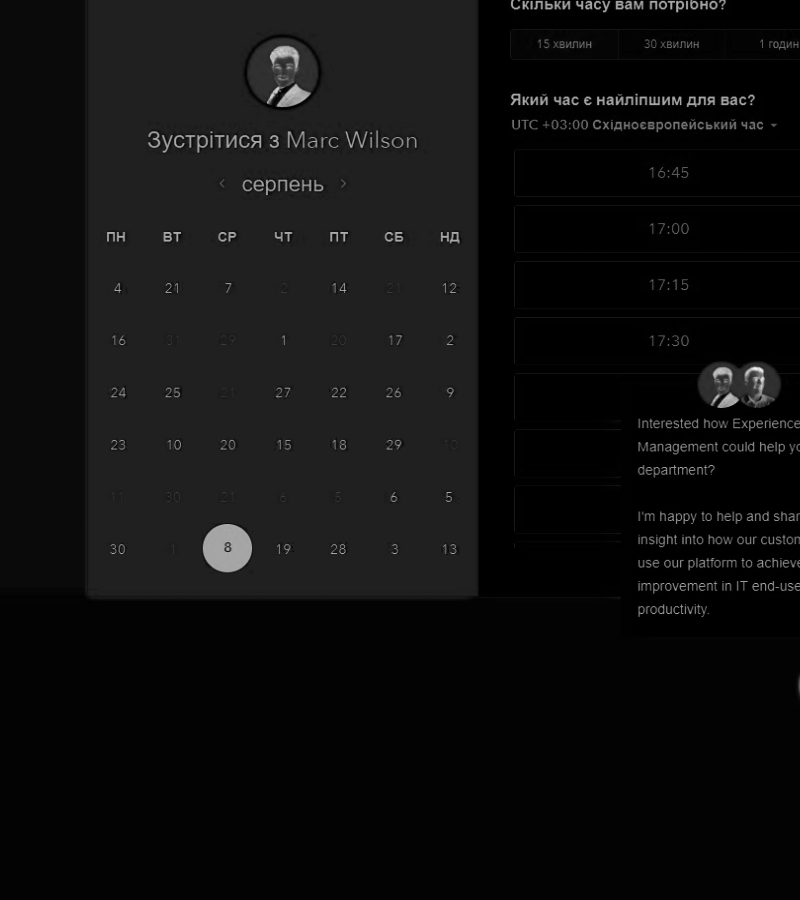 Скільки часу вам потрібно?
15 хвилин 30 хвилин 1 годин
Який час є найліпшим для вас?
UTC +03:00 Східноєвропейський час
16:45
17:00
17:15
17:30
Зустрітися з Marc Wilson
серпень
ПН ВТ СР ЧТ ПТ СБ НД
4 21 7 14 21 12
16 31 29 1 20 17 2
24 25 21 27 22 26 9
23 10 20 15 18 29 10
11 30 21 6 5 6 5
30 1 8 19 28 3 13
Interested how Experience
Management could help yo
department?
I'm happy to help and shar
insight into how our custom
use our platform to achieve
improvement in IT end-use
productivity.